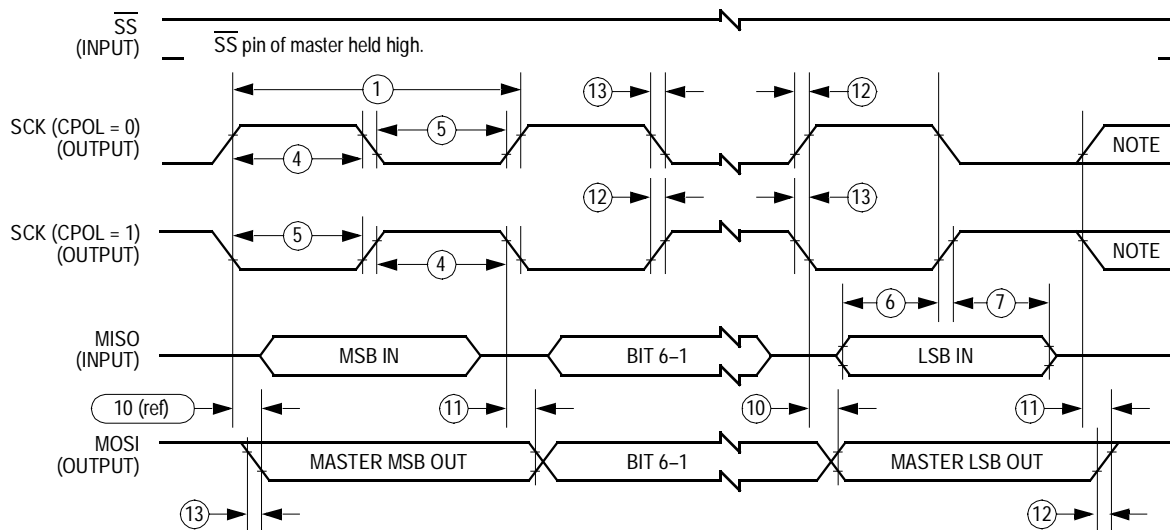 SS
(INPUT)
SS pin of master held high.
1
13
12
SCK (CPOL = 0)
(OUTPUT)
5
4
NOTE
12
13
SCK (CPOL = 1)
(OUTPUT)
5
4
NOTE
6
7
MISO
(INPUT)
MSB IN
BIT 6–1
LSB IN
10 (ref)
11
10
11
MOSI
(OUTPUT)
MASTER MSB OUT
BIT 6–1
MASTER LSB OUT
13
12